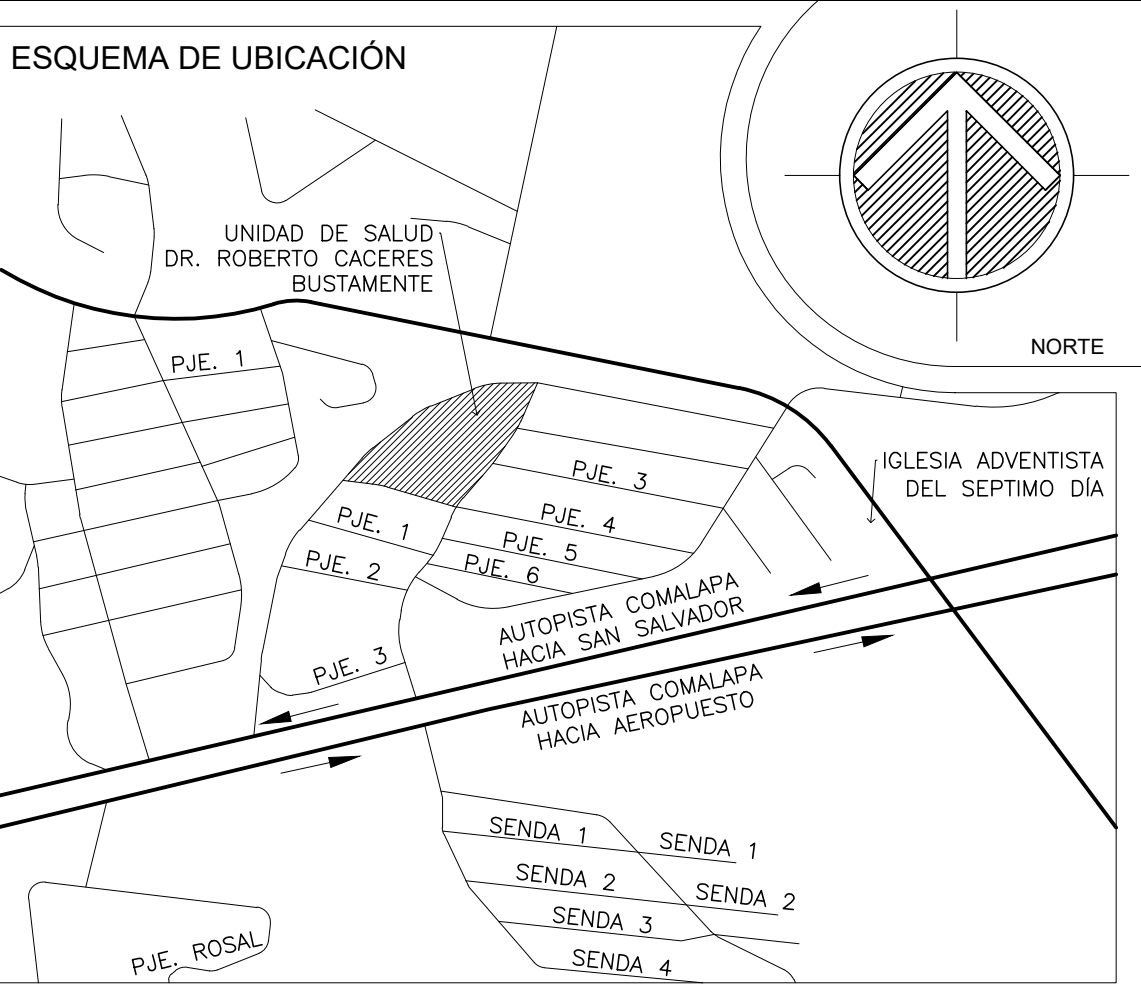 ESQUEMA DE UBICACIÓN
UNIDAD DE SALUD
DR. ROBERTO CACERES
BUSTAMENTE
NORTE
PJE. 1
IGLESIA ADVENTISTA
DEL SEPTIMO DÍA
PJE. 3
PJE. 4
PJE. 5
PJE. 6
PJE. 1
PJE. 2
PJE. 3
AUTOPISTA COMALAPA
HACIA SAN SALVADOR
AUTOPISTA COMALAPA
HACIA AEROPUESTO
SENDA 1
SENDA 1
SENDA 2
SENDA 2
SENDA 3
SENDA 4
PJE. ROSAL